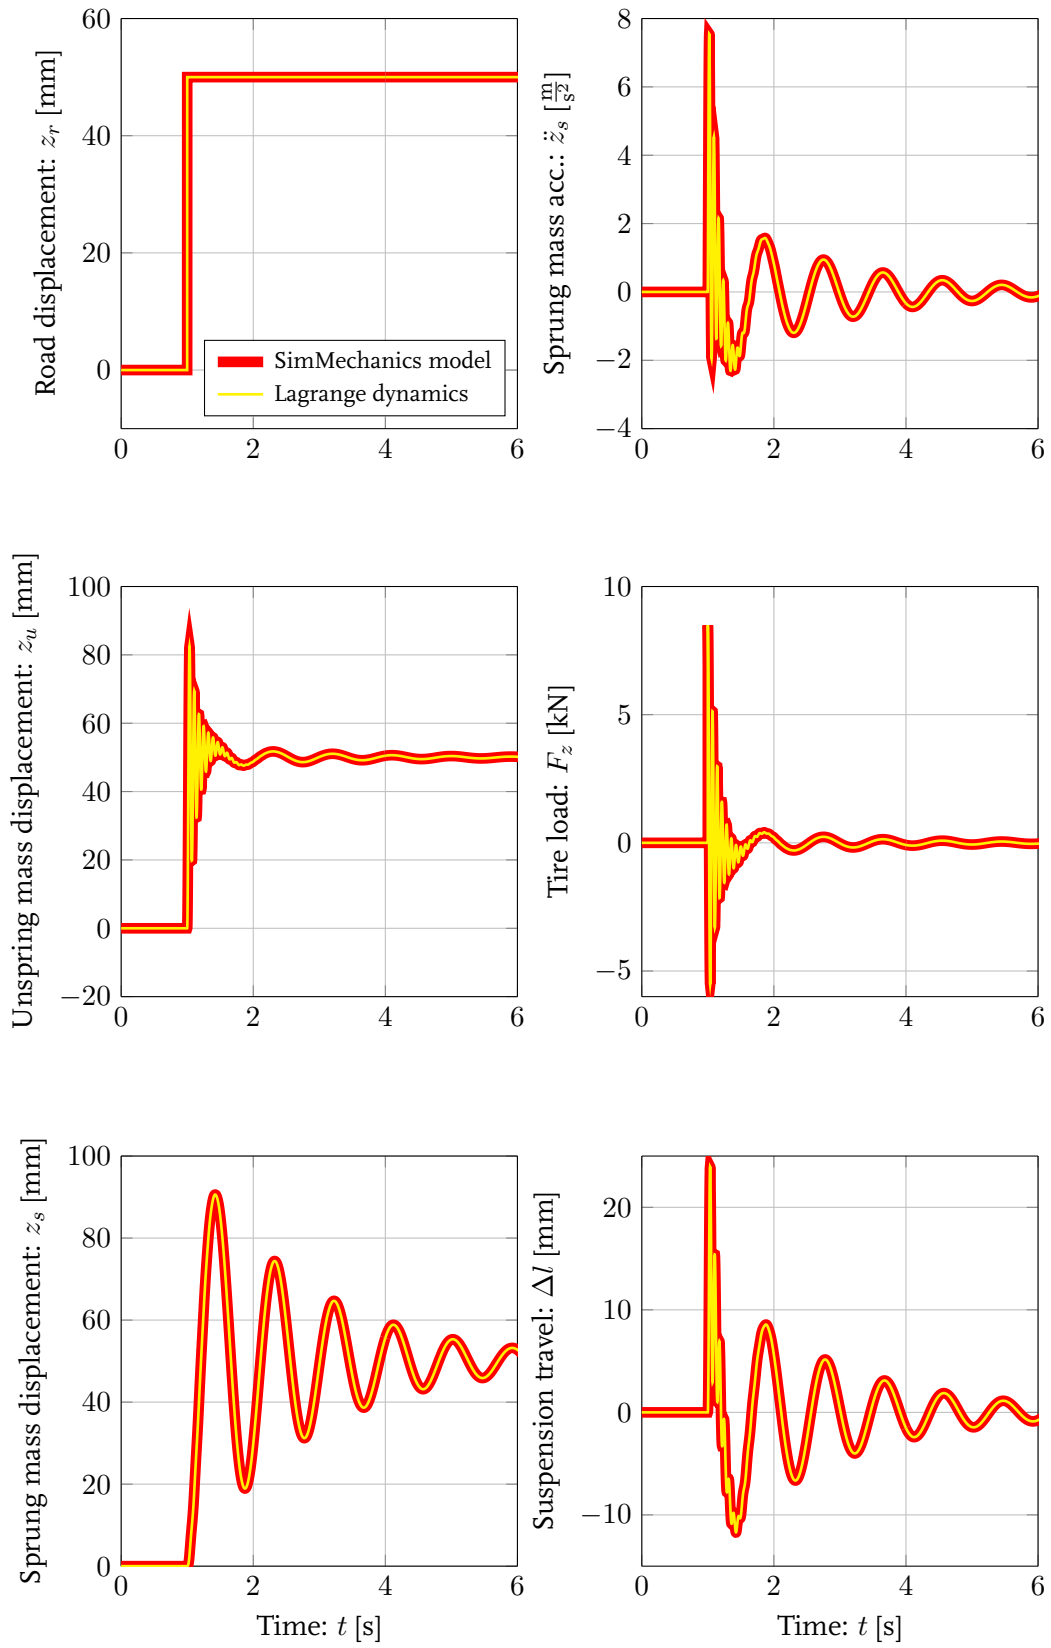 60
40
20
0
Road displacement: z_r [mm]
SimMechanics model
Lagrange dynamics
0 2 4 6
8
6
4
2
0
−2
−4
Sprung mass acc.: z̈_s [m/s²]
0 2 4 6
100
80
60
40
20
0
−20
Unspring mass displacement: z_u [mm]
0 2 4 6
10
5
0
−5
Tire load: F_z [kN]
0 2 4 6
100
80
60
40
20
0
Sprung mass displacement: z_s [mm]
0 2 4 6
Time: t [s]
20
10
0
−10
Suspension travel: Δl [mm]
0 2 4 6
Time: t [s]